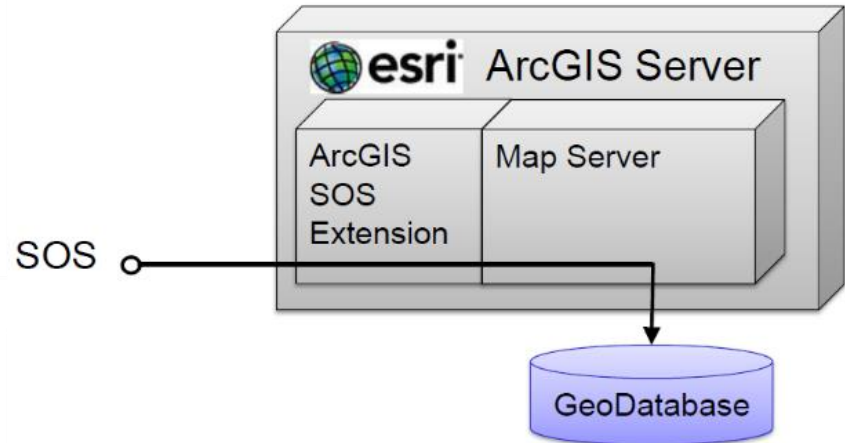 esri ArcGIS Server
ArcGIS
SOS
Extension
Map Server
SOS
GeoDatabase